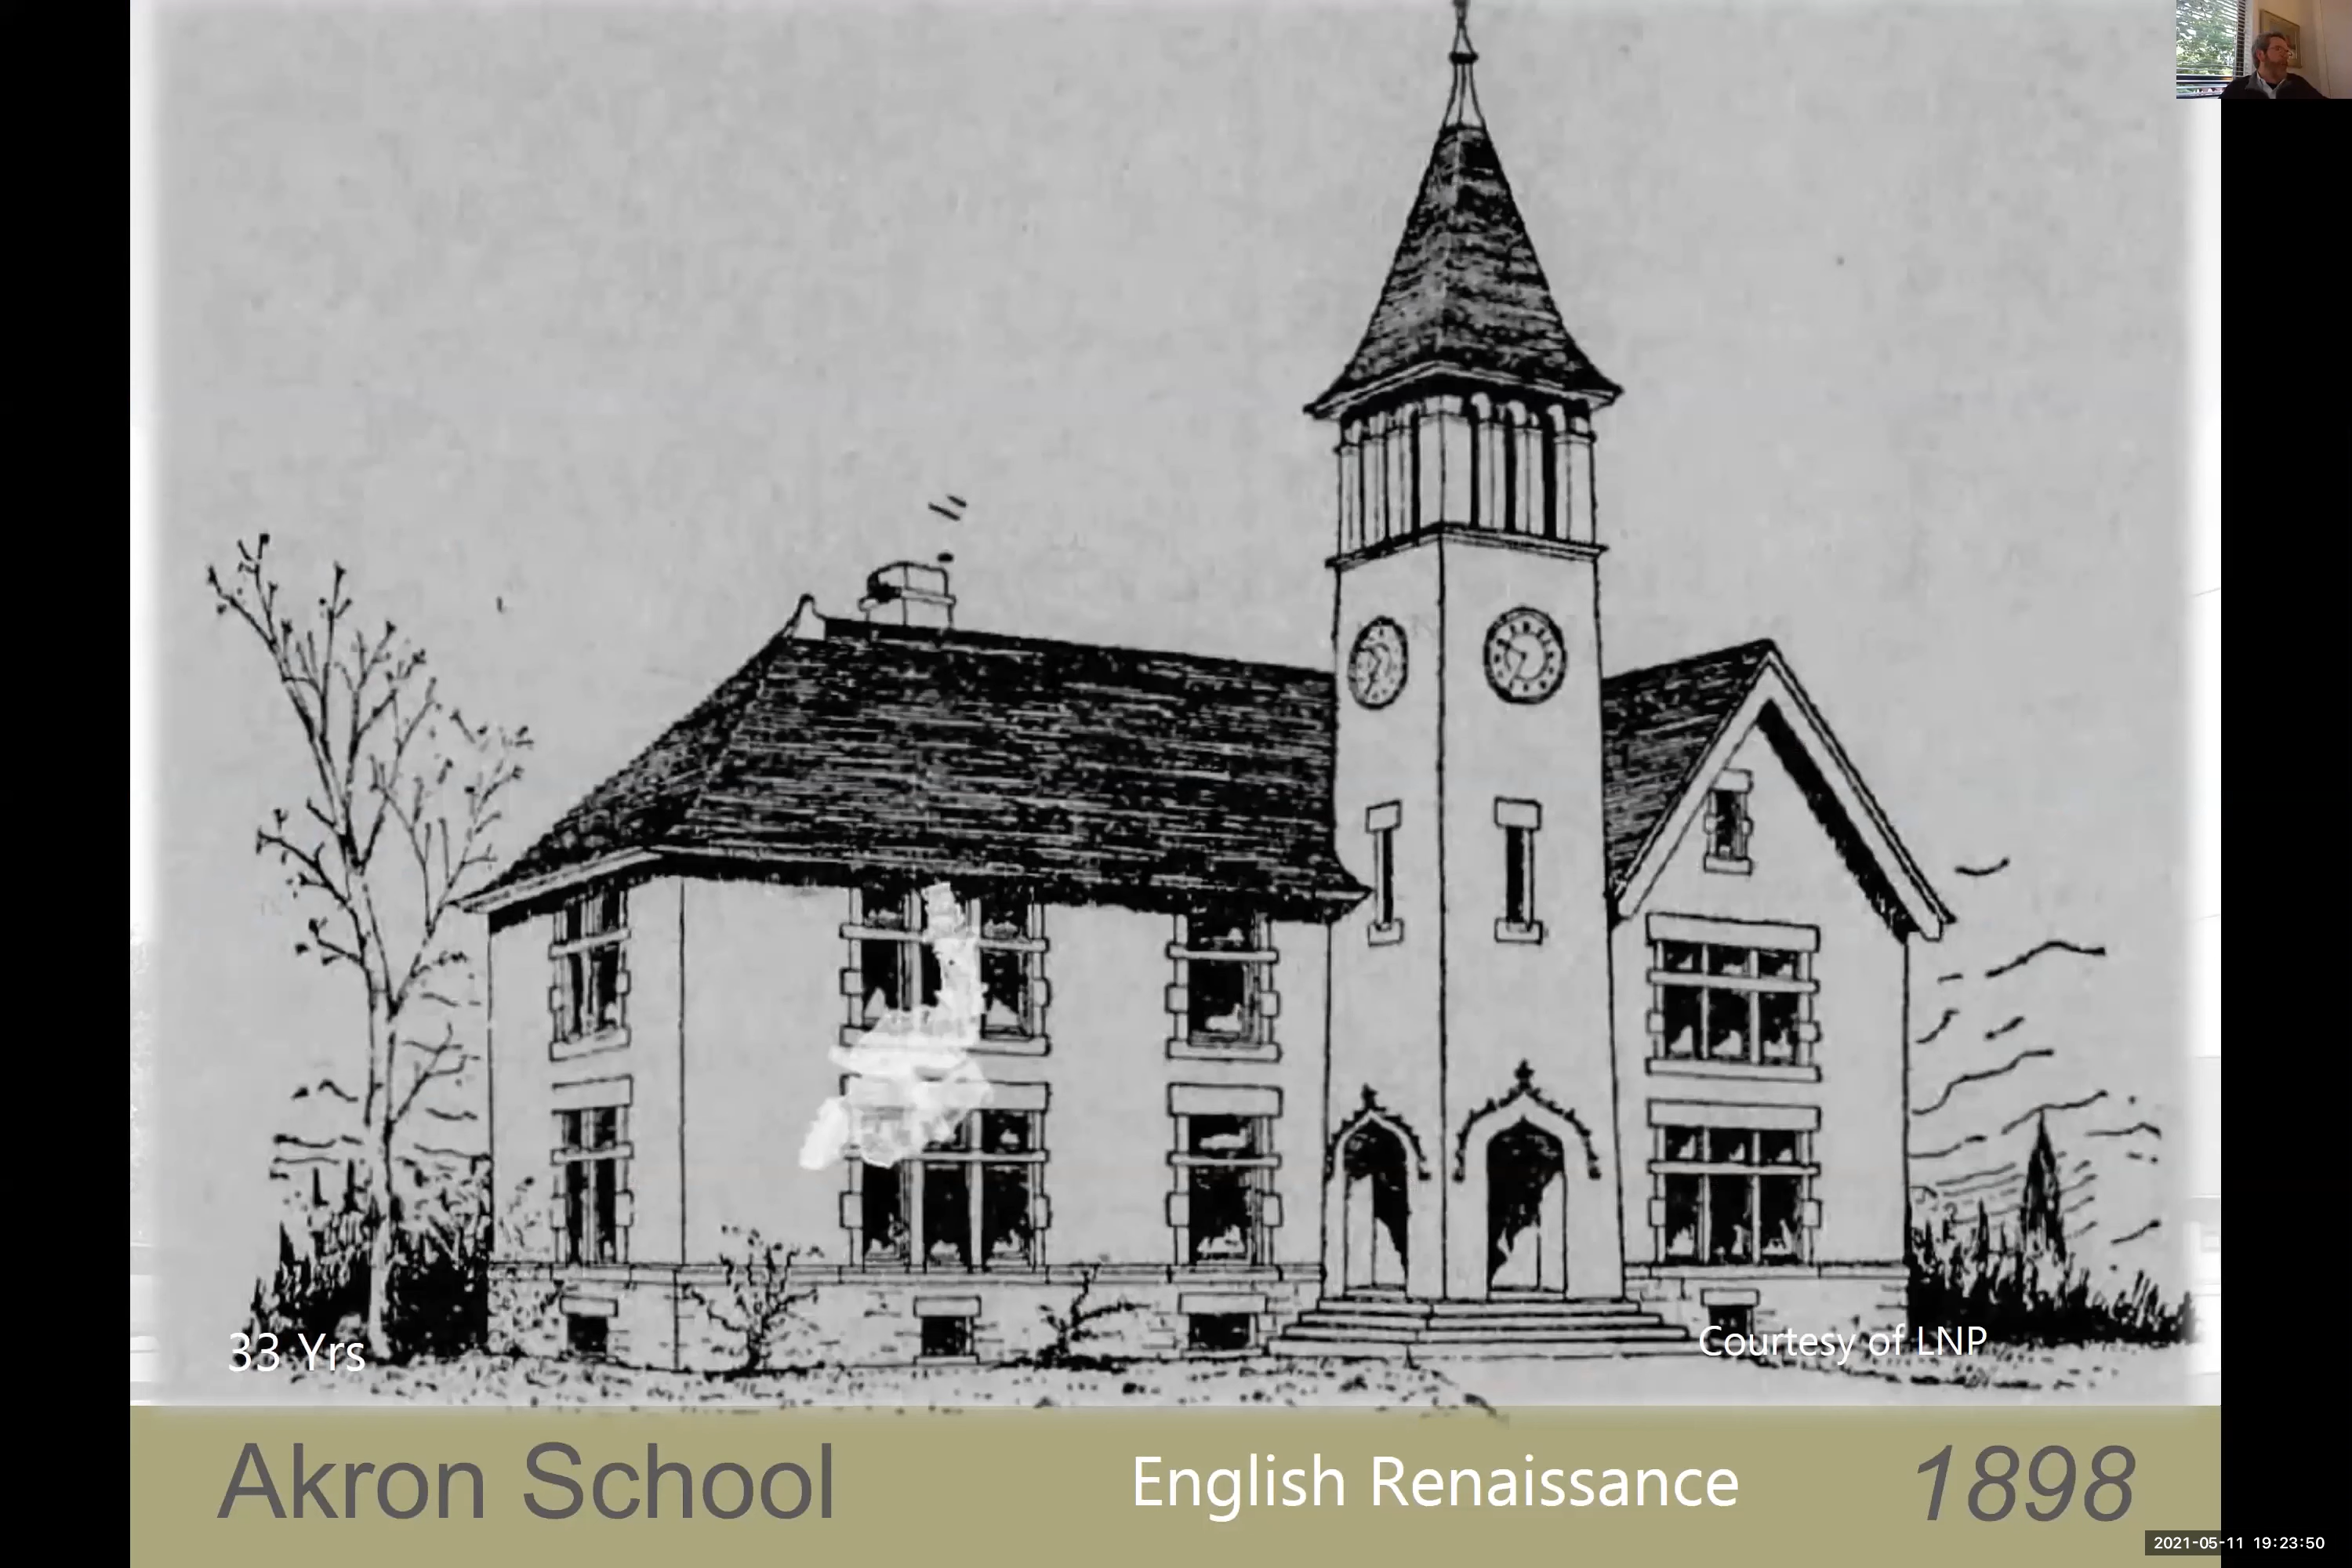 33 Yrs
Courtesy of LNP
Akron School
English Renaissance
1898
2021-05-11 19:23:50